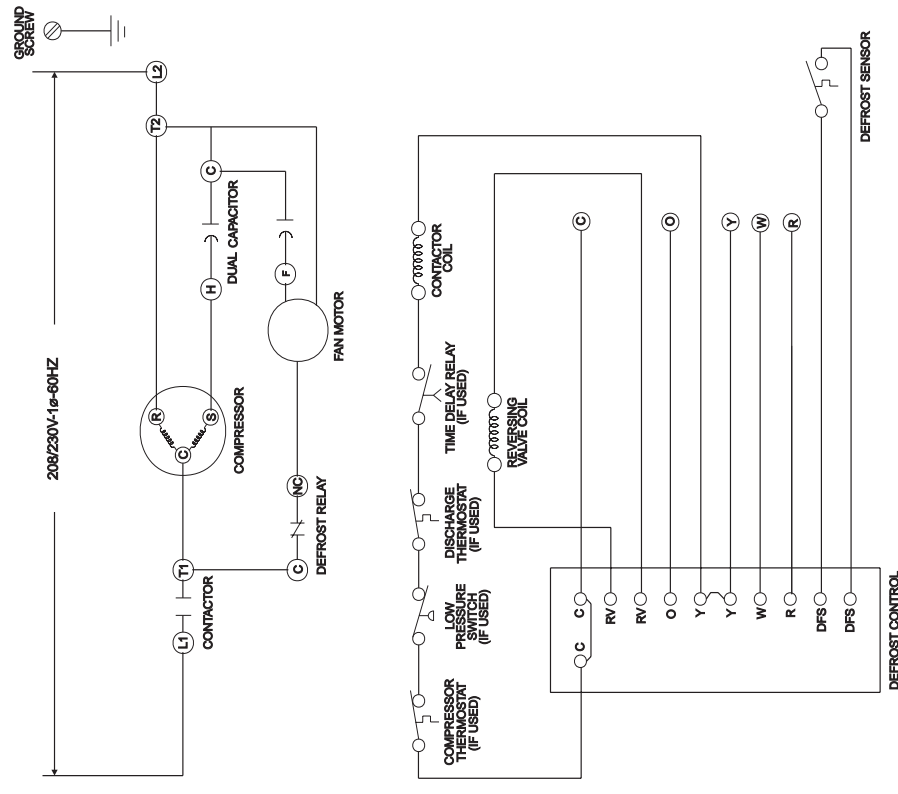 GROUND
SCREW
208/230V-1ø-60HZ
L1
CONTACTOR
T1
C
R
S
COMPRESSOR
H
DUAL CAPACITOR
C
T2
L2
C
NC
DEFROST RELAY
FAN MOTOR
F
COMPRESSOR
THERMOSTAT
(IF USED)
LOW
PRESSURE
SWITCH
(IF USED)
DISCHARGE
THERMOSTAT
(IF USED)
TIME DELAY RELAY
(IF USED)
CONTACTOR
COIL
REVERSING
VALVE COIL
C
C
RV
RV
O
Y
Y
W
R
DFS
DFS
DEFROST CONTROL
C
O
Y
W
R
DEFROST SENSOR